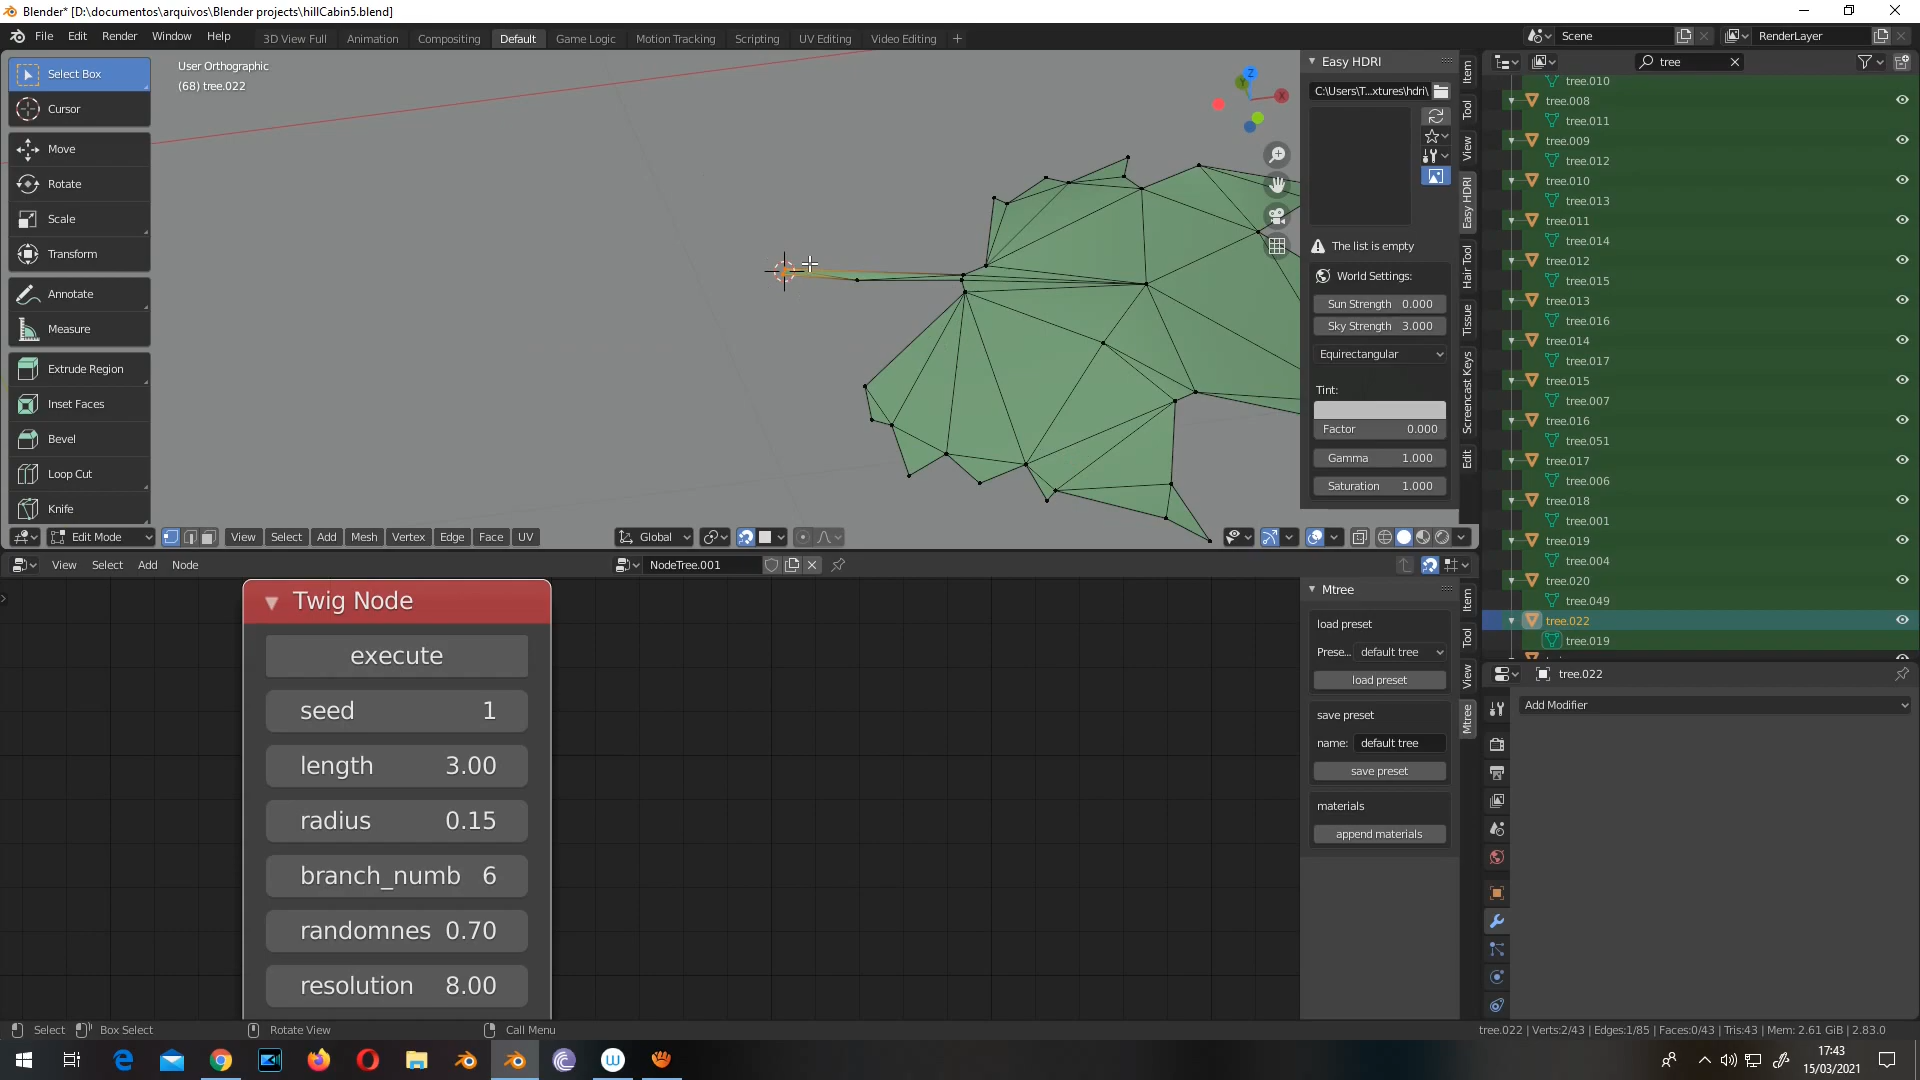 Blender* [D:\documentos\arquivos\Blender projects\hillCabin5.blend]
File Edit Render Window Help
3D View Full Animation Compositing Default Game Logic Motion Tracking Scripting UV Editing Video Editing +
Scene
RenderLayer
Select Box
Cursor
Move
Rotate
Scale
Transform
Annotate
Measure
Extrude Region
Inset Faces
Bevel
Loop Cut
Knife
User Orthographic
(68) tree.022
Z
Y
X
Easy HDRI
C:\Users\T...xtures\hdri\
The list is empty
World Settings:
Sun Strength 0.000
Sky Strength 3.000
Equirectangular
Tint:
Factor 0.000
Gamma 1.000
Saturation 1.000
Item
Tool
View
Easy HDRI
Hair Tool
Tissue
Screencast Keys
Edit
tree
tree.010
tree.008
tree.011
tree.009
tree.012
tree.010
tree.013
tree.011
tree.014
tree.012
tree.015
tree.013
tree.016
tree.014
tree.017
tree.015
tree.007
tree.016
tree.051
tree.017
tree.006
tree.018
tree.001
tree.019
tree.004
tree.020
tree.049
tree.022
tree.019
Edit Mode View Select Add Mesh Vertex Edge Face UV
Global
View Select Add Node
NodeTree.001
Twig Node
execute
seed 1
length 3.00
radius 0.15
branch_numb 6
randomnes 0.70
resolution 8.00
Mtree
load preset
Prese... default tree
load preset
save preset
name: default tree
save preset
materials
append materials
Item
Tool
View
Mtree
tree.022
Add Modifier
Select Box Select Rotate View Call Menu
tree.022 | Verts:2/43 | Edges:1/85 | Faces:0/43 | Tris:43 | Mem: 2.61 GiB | 2.83.0
17:43
15/03/2021